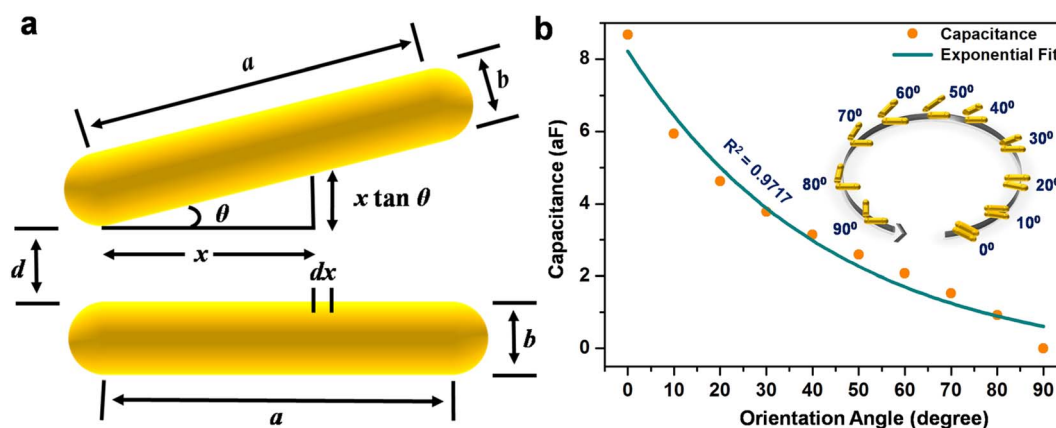 a
a
b
θ
x tan θ
x
d
dx
b
a
b
Capacitance
Exponential Fit
R² = 0.9717
0⁰
10⁰
20⁰
30⁰
40⁰
50⁰
60⁰
70⁰
80⁰
90⁰
Capacitance (aF)
8
6
4
2
0
0 10 20 30 40 50 60 70 80 90
Orientation Angle (degree)